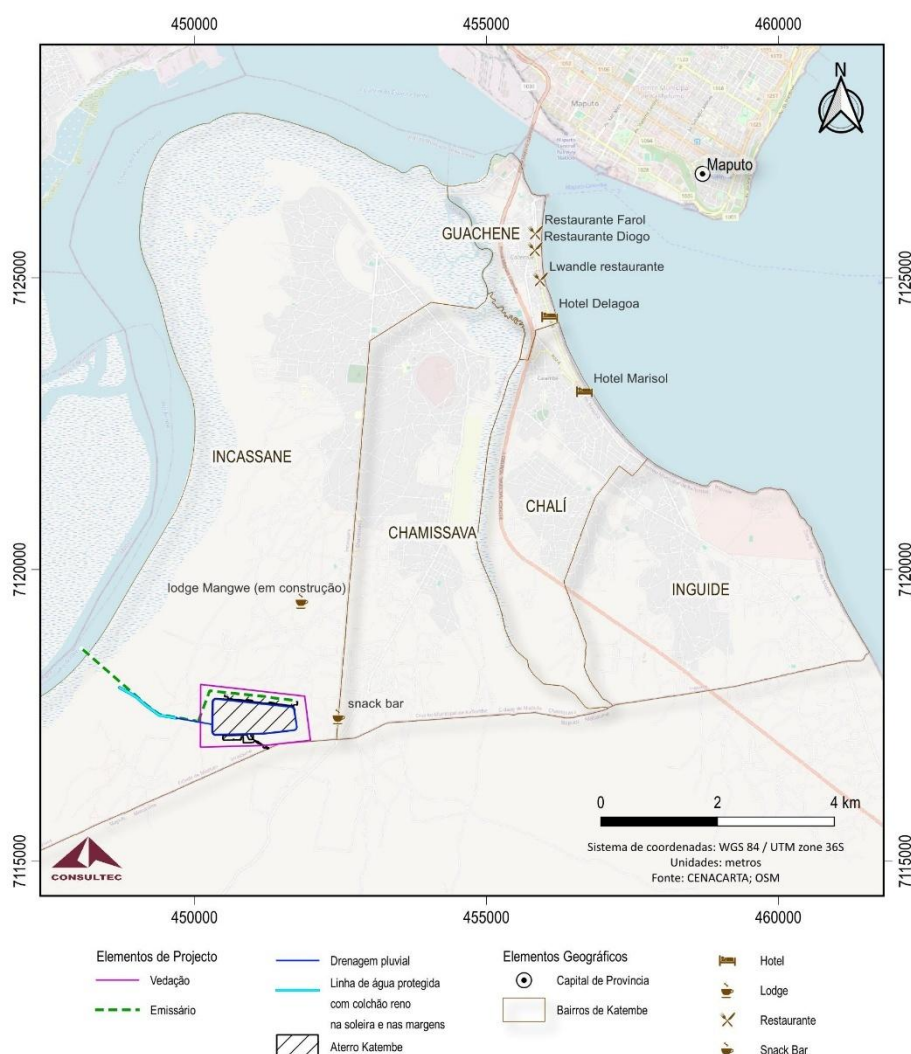 450000
455000
460000
N
Maputo
Maputo
Restaurante Farol
GUACHENE
Restaurante Diogo
7125000
7125000
Lwandle restaurante
Hotel Delagoa
Hotel Marisol
INCASSANE
CHAMISSAVA
CHALÍ
7120000
7120000
INGUIDE
lodge Mangwe (em construção)
snack bar
0 2 4 km
Sistema de coordenadas: WGS 84 / UTM zone 36S
Unidades: metros
Fonte: CENACARTA; OSM
7115000
7115000
CONSULTEC
450000
455000
460000
Elementos de Projecto
Vedação
Emissário
Drenagem pluvial
Linha de água protegida
com colchão reno
na soleira e nas margens
Aterro Katembe
Elementos Geográficos
Capital de Província
Bairros de Katembe
Hotel
Lodge
Restaurante
Snack Bar